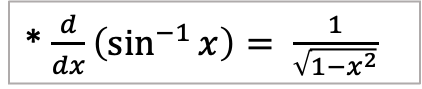 * d/dx (sin⁻¹ x) = 1/√(1−x²)